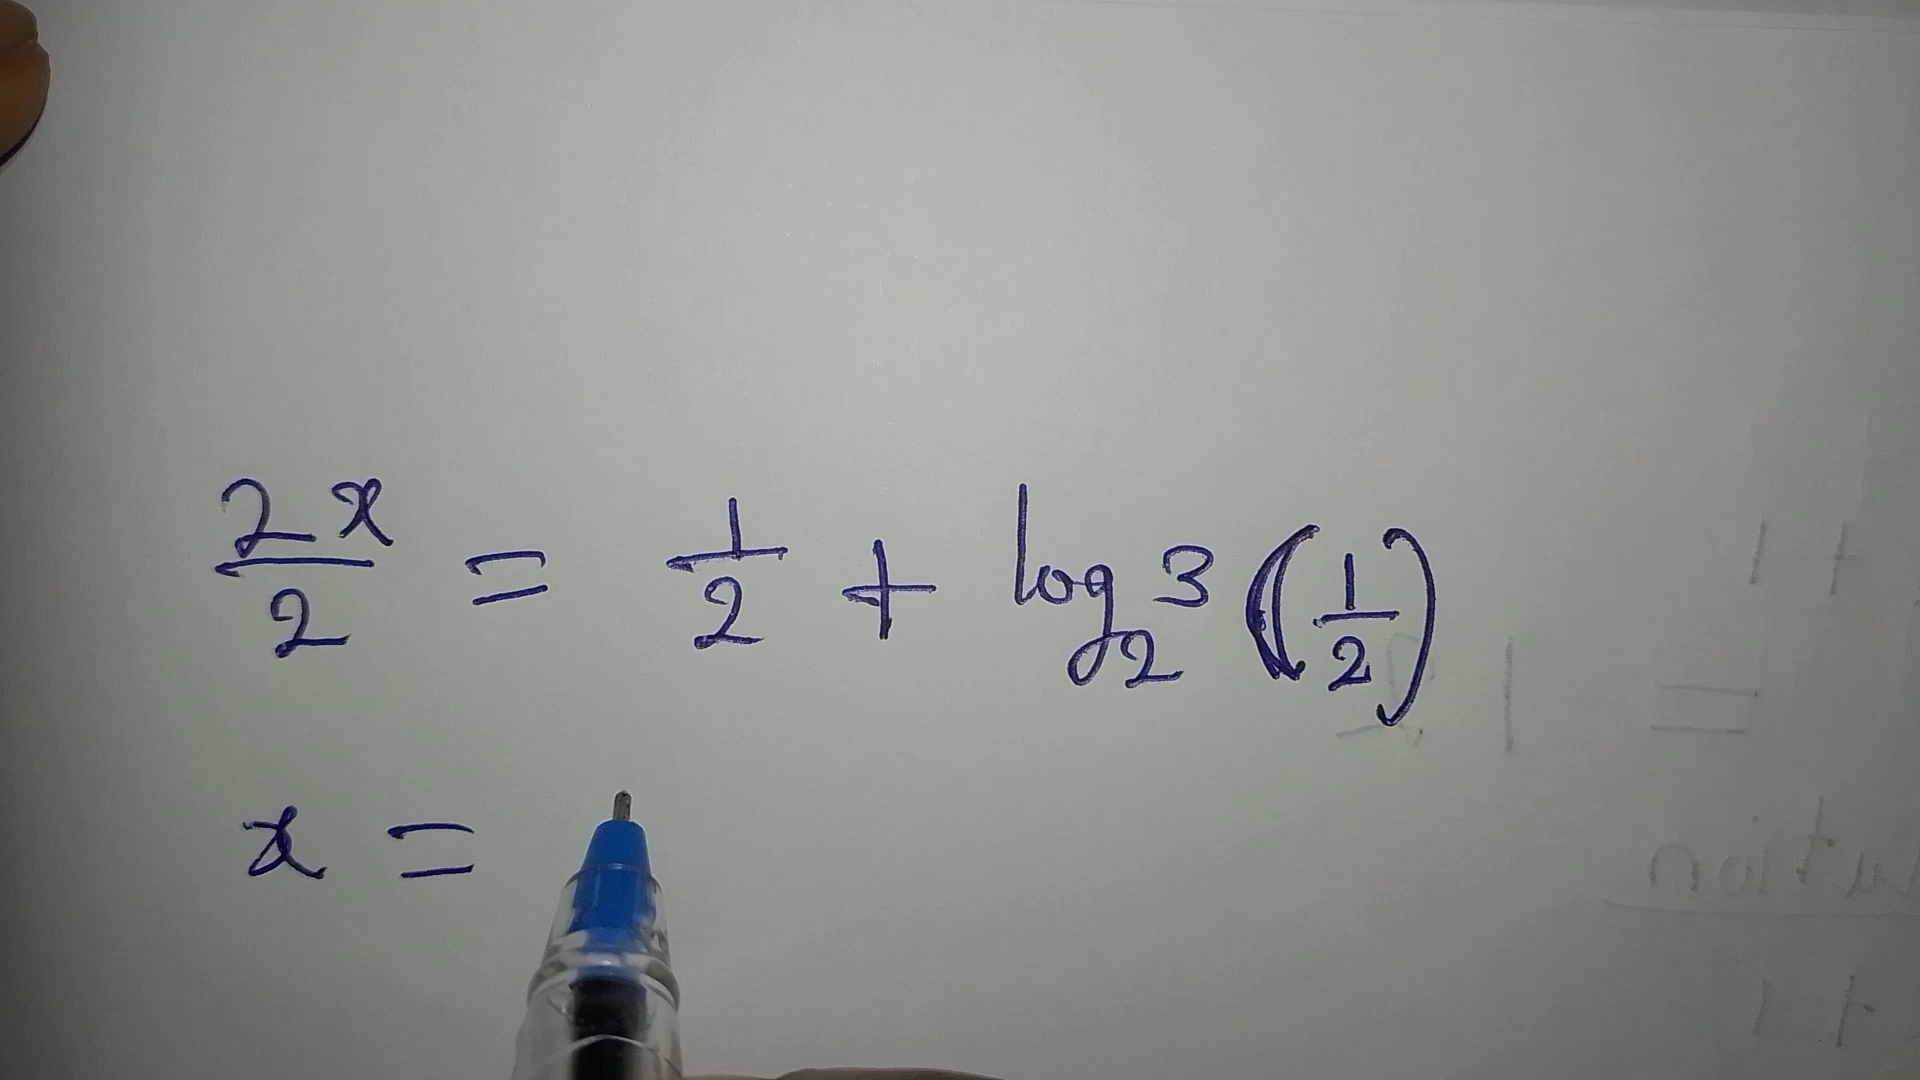 2x/2 = 1/2 + log₂3 (1/2)
x =